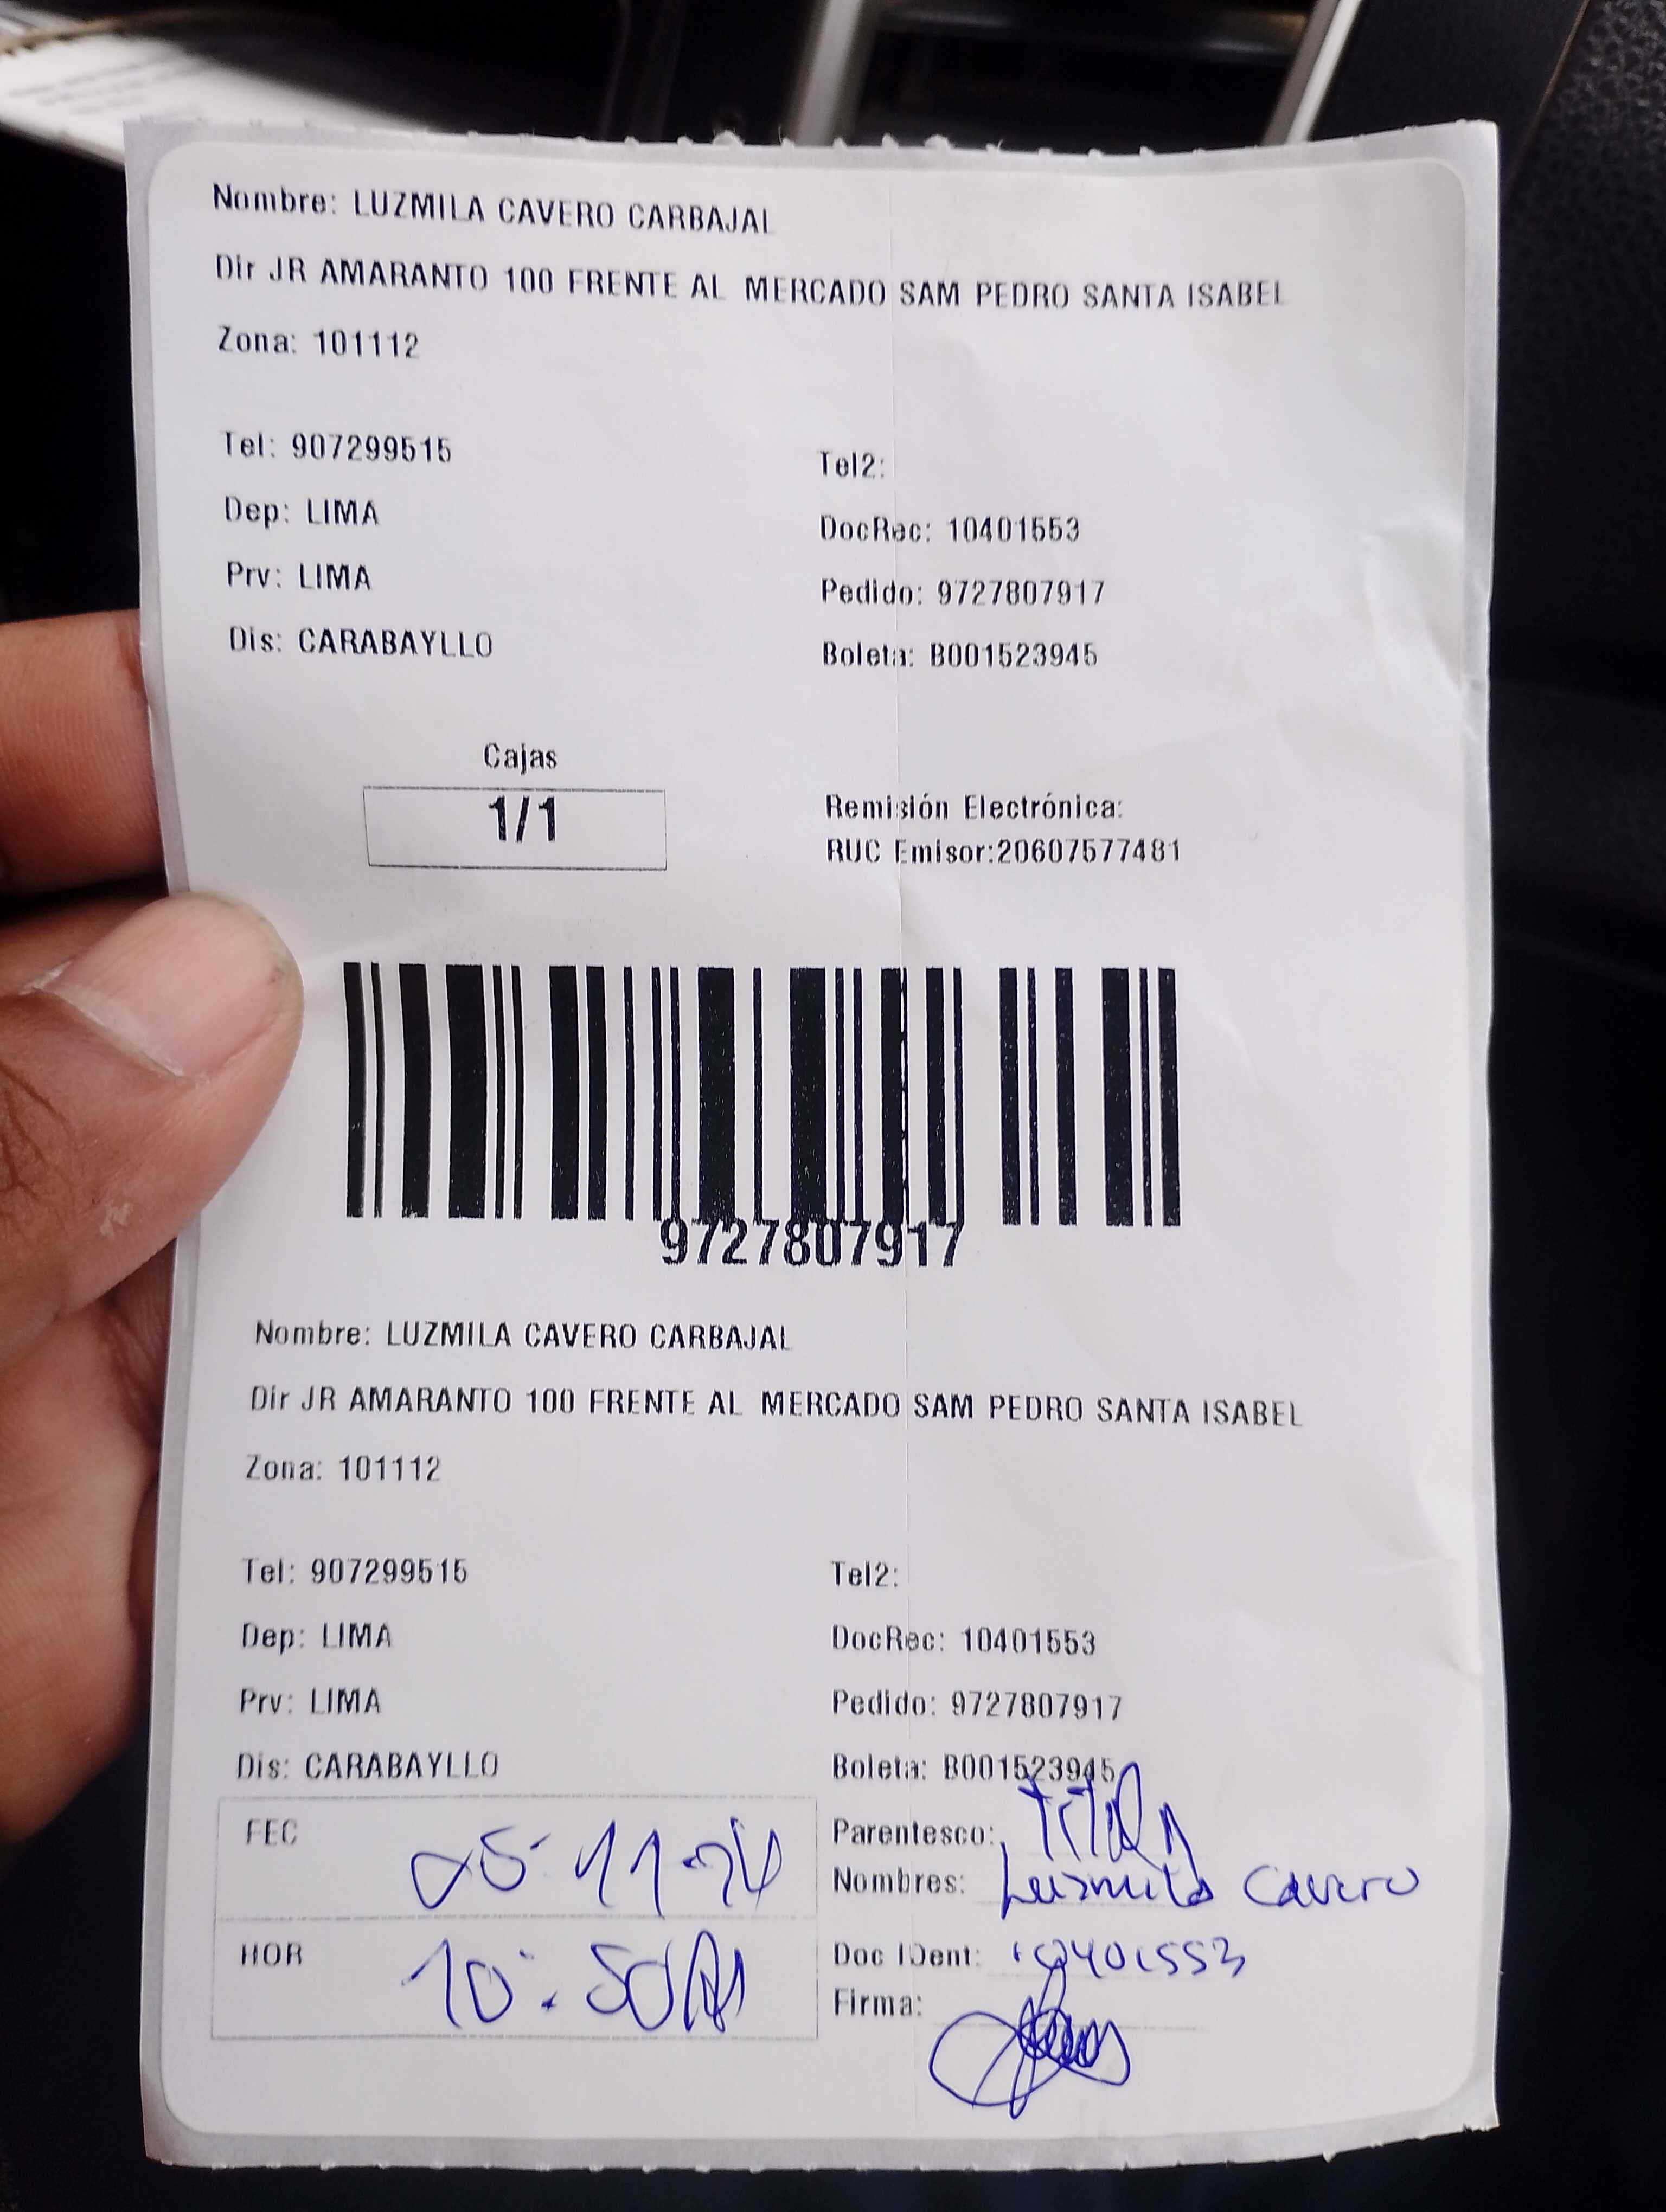 Nombre: LUZMILA CAVERO CARBAJAL
Dir JR AMARANTO 100 FRENTE AL MERCADO SAM PEDRO SANTA ISABEL
Zona: 101112
Tel: 907299515
Tel2:
Dep: LIMA
DocRec: 10401553
Prv: LIMA
Pedido: 9727807917
Dis: CARABAYLLO
Boleta: B001523945
Cajas
1/1
Remisión Electrónica:
RUC Emisor:20607577481
9727807917
Nombre: LUZMILA CAVERO CARBAJAL
Dir JR AMARANTO 100 FRENTE AL MERCADO SAM PEDRO SANTA ISABEL
Zona: 101112
Tel: 907299515
Tel2:
Dep: LIMA
DocRec: 10401553
Prv: LIMA
Pedido: 9727807917
Dis: CARABAYLLO
Boleta: B001523945
FEC 05-11-24
Parentesco:
Nombres: Luzmila Cavero
HOR 10:50
Doc IDent: 10401553
Firma: